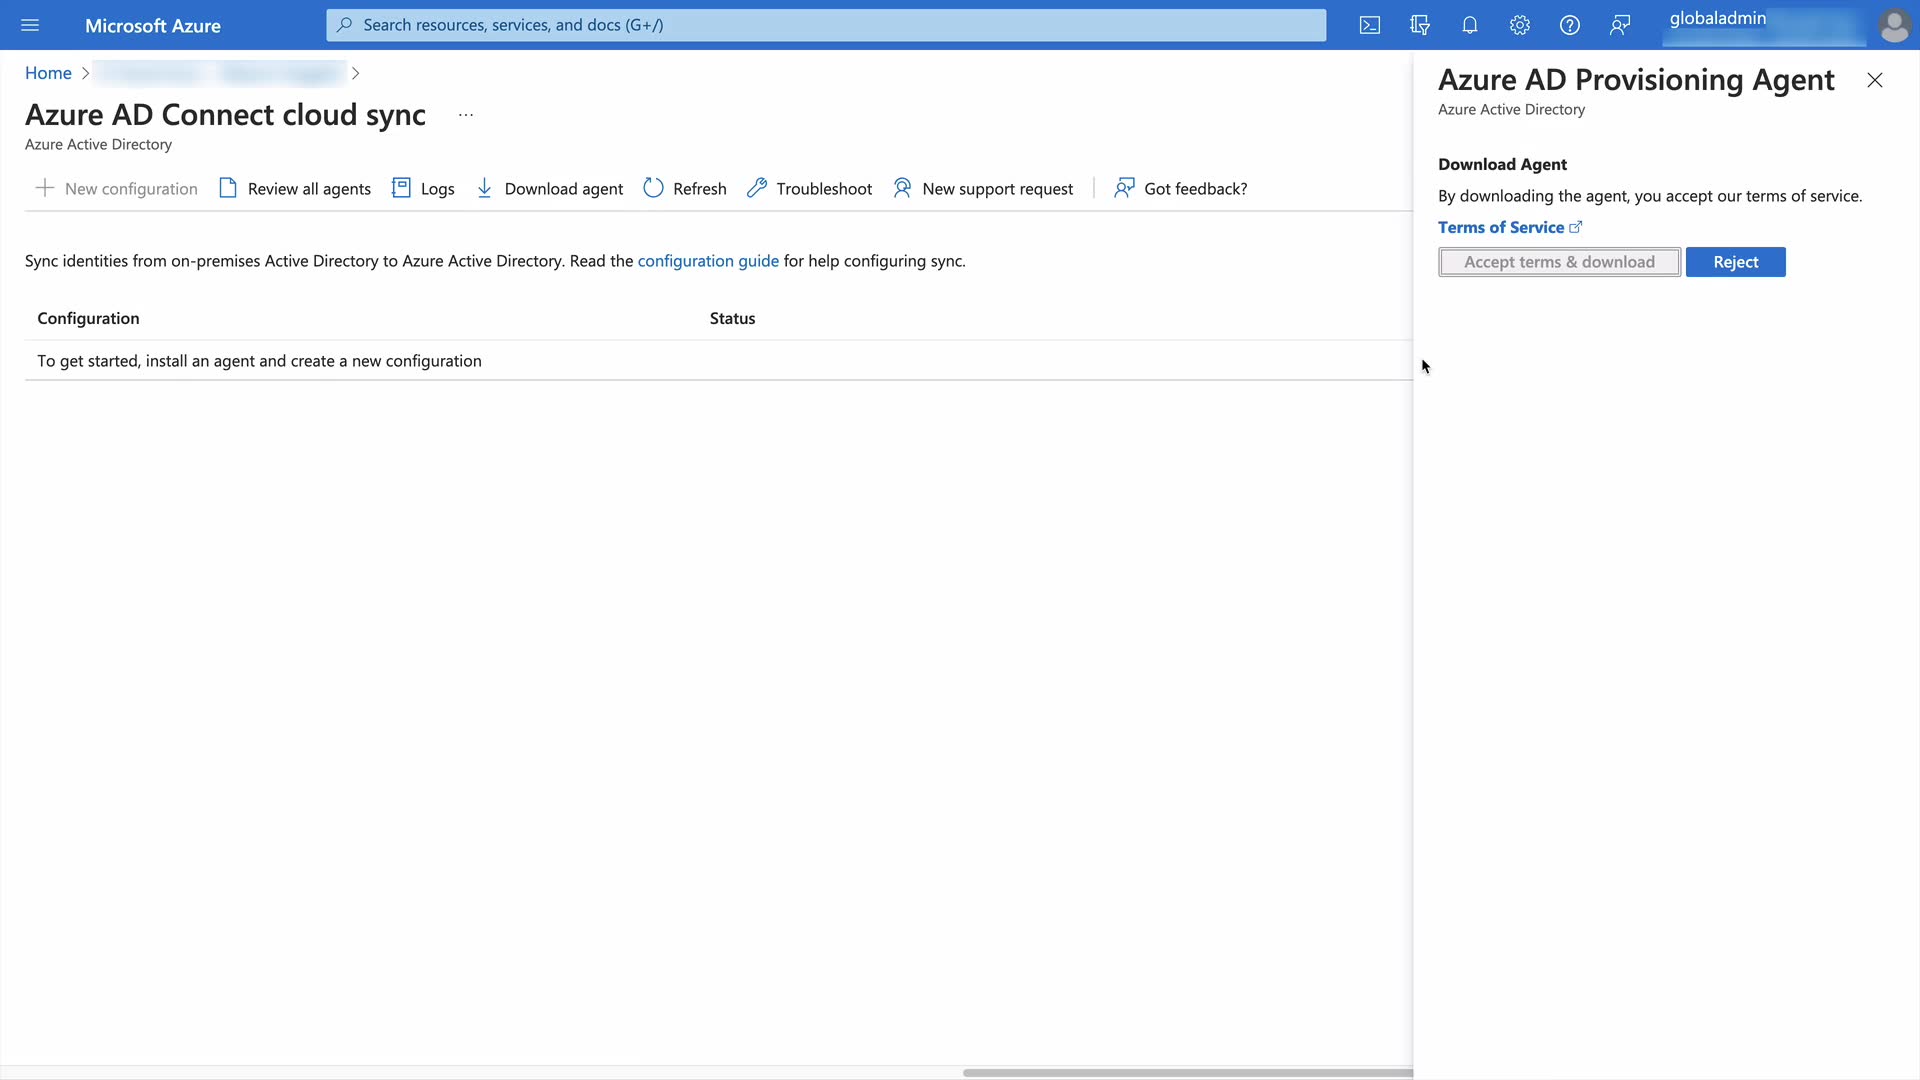 Microsoft Azure
Search resources, services, and docs (G+/)
globaladmin
Home
Azure AD Connect cloud sync
...
Azure Active Directory
New configuration
Review all agents
Logs
Download agent
Refresh
Troubleshoot
New support request
Got feedback?
Sync identities from on-premises Active Directory to Azure Active Directory. Read the configuration guide for help configuring sync.
Configuration
Status
To get started, install an agent and create a new configuration
Azure AD Provisioning Agent
Azure Active Directory
Download Agent
By downloading the agent, you accept our terms of service.
Terms of Service
Accept terms & download
Reject